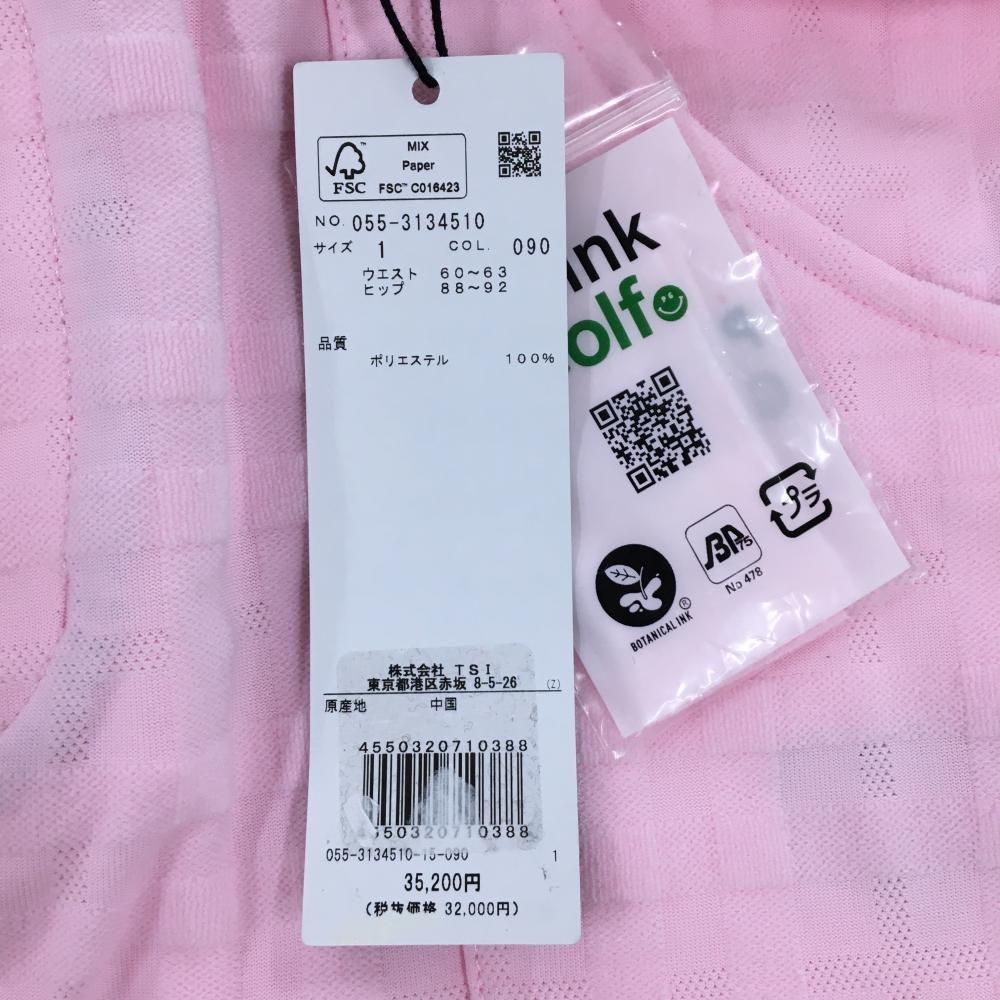 MIX
Paper
FSC
FSC™ C016423
NO. 055-3134510
サイズ 1 COL. 090
ウエスト 60～63
ヒップ 88～92
品質
ポリエステル 100%
株式会社 TSI
東京都港区赤坂 8-5-26 (Z)
原産地 中国
4550320710388
4550320710388
055-3134510-15-090 1
35,200円
(税抜価格 32,000円)
ink
olf
プラ
BP75
No 478
BOTANICAL INK®